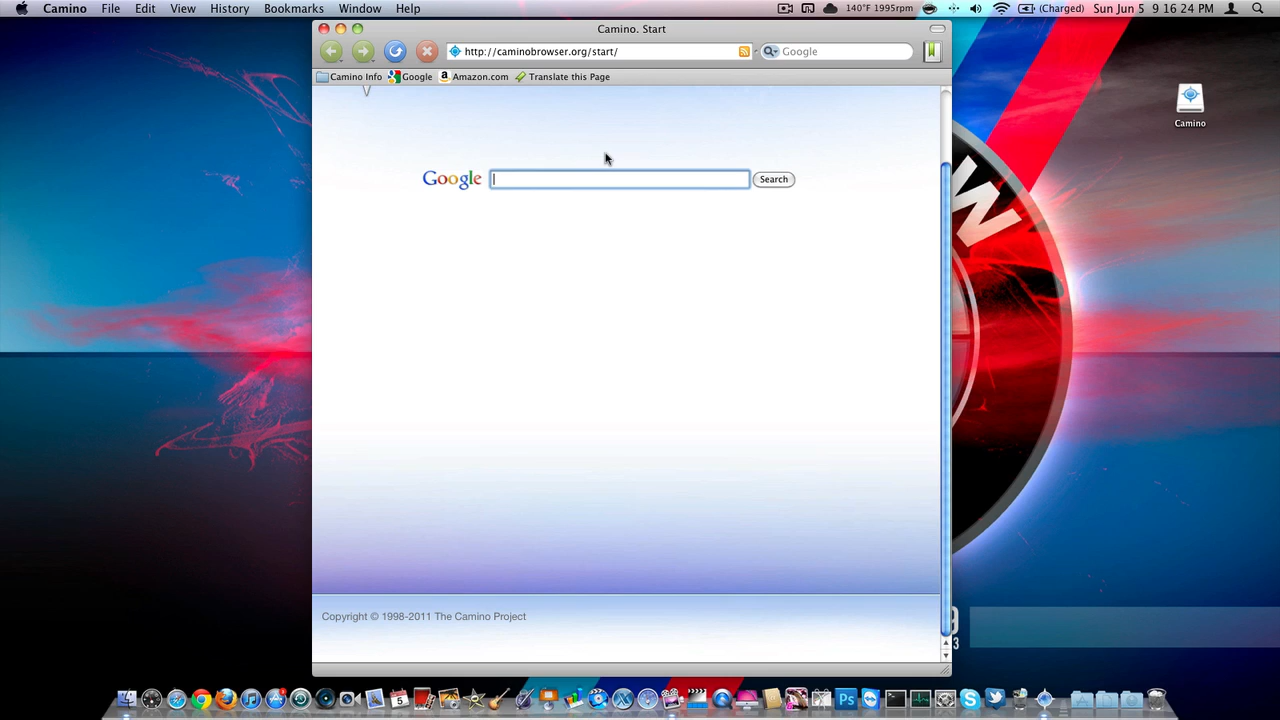 Camino File Edit View History Bookmarks Window Help 140°F 1995rpm (Charged) Sun Jun 5 9 16 24 PM
Camino. Start
http://caminobrowser.org/start/ Google
Camino Info Google Amazon.com Translate this Page
Camino
Google Search
W
Copyright © 1998-2011 The Camino Project